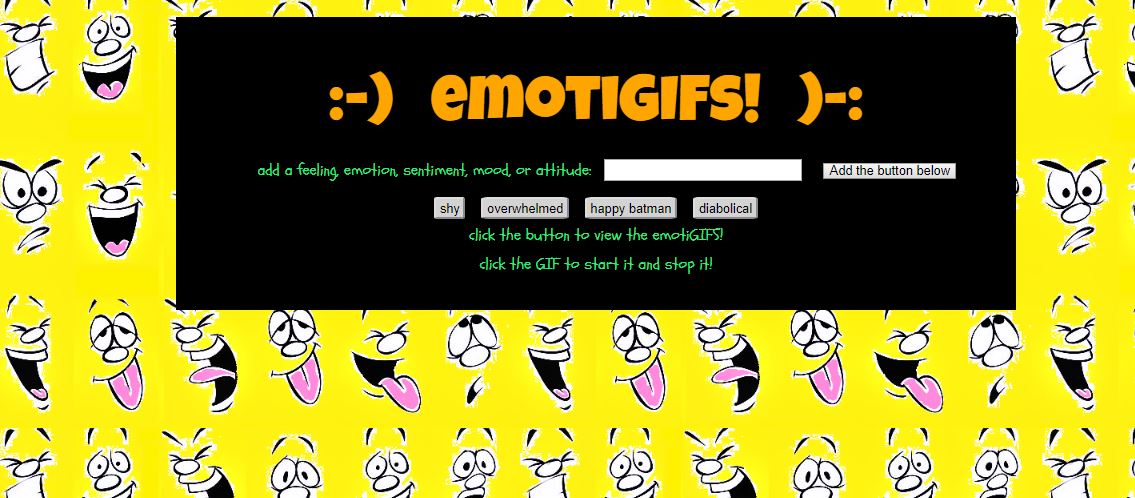 :-) emotiGIFS! )-:
add a feeling, emotion, sentiment, mood, or attitude: Add the button below
shy overwhelmed happy batman diabolical
click the button to view the emotiGIFS!
click the GIF to start it and stop it!